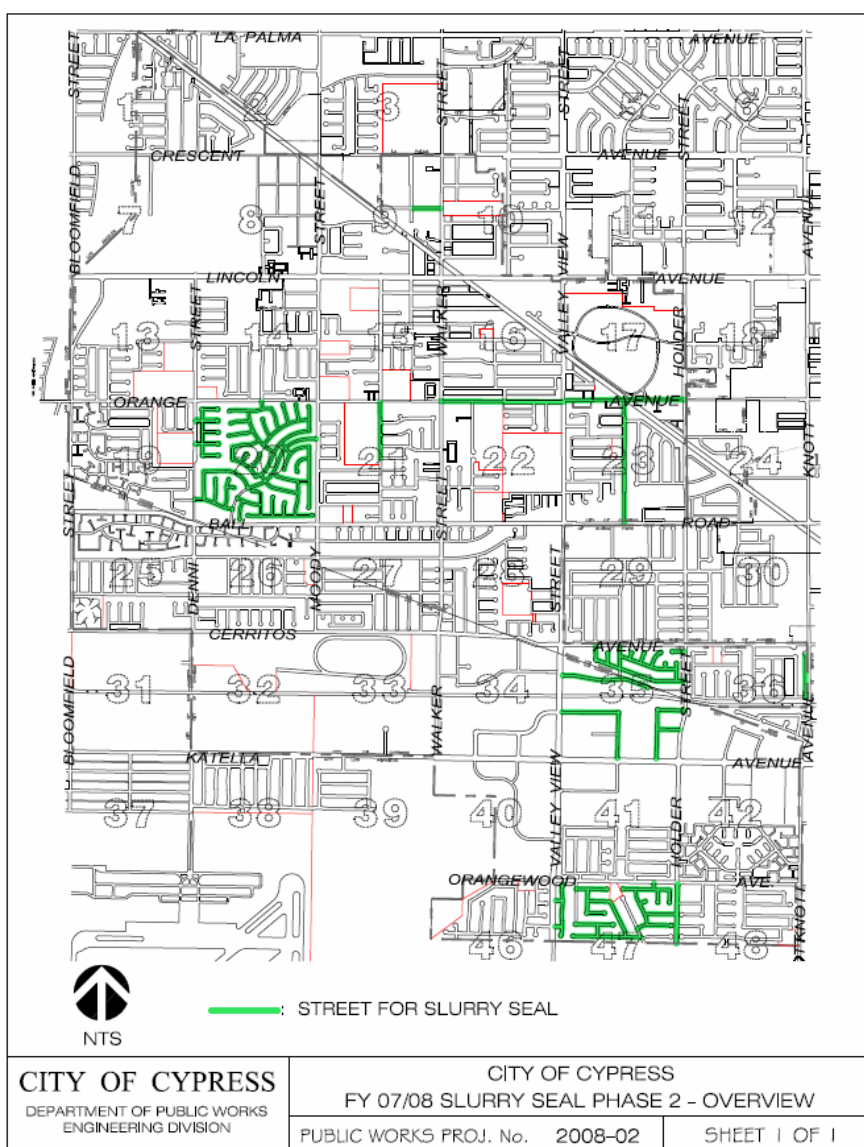 LA PALMA AVENUE
STREET
STREET
STREET
1 2 3 5 6
CRESCENT AVENUE
STREET
STREET
BLOOMFIELD
7 8 9 10 11 12
AVENUE
LINCOLN AVENUE
STREET
WALKER
VALLEY VIEW
HOLDER
13 14 15 16 17 18
ORANGE AVENUE
19 20 21 22 23 24
KNOTT
STREET
STREET
BALL ROAD
25 26 27 28 29 30
DENNI
MOODY
STREET
CERRITOS AVENUE
STREET
31 32 33 34 35 36
BLOOMFIELD
WALKER
AVENUE
KATELLA AVENUE
37 38 39 40 41 42
VALLEY VIEW
HOLDER
ORANGEWOOD AVE.
KNOTT
46 47 48
NTS
: STREET FOR SLURRY SEAL
CITY OF CYPRESS
DEPARTMENT OF PUBLIC WORKS
ENGINEERING DIVISION
CITY OF CYPRESS
FY 07/08 SLURRY SEAL PHASE 2 - OVERVIEW
PUBLIC WORKS PROJ. No. 2008-02
SHEET 1 OF 1